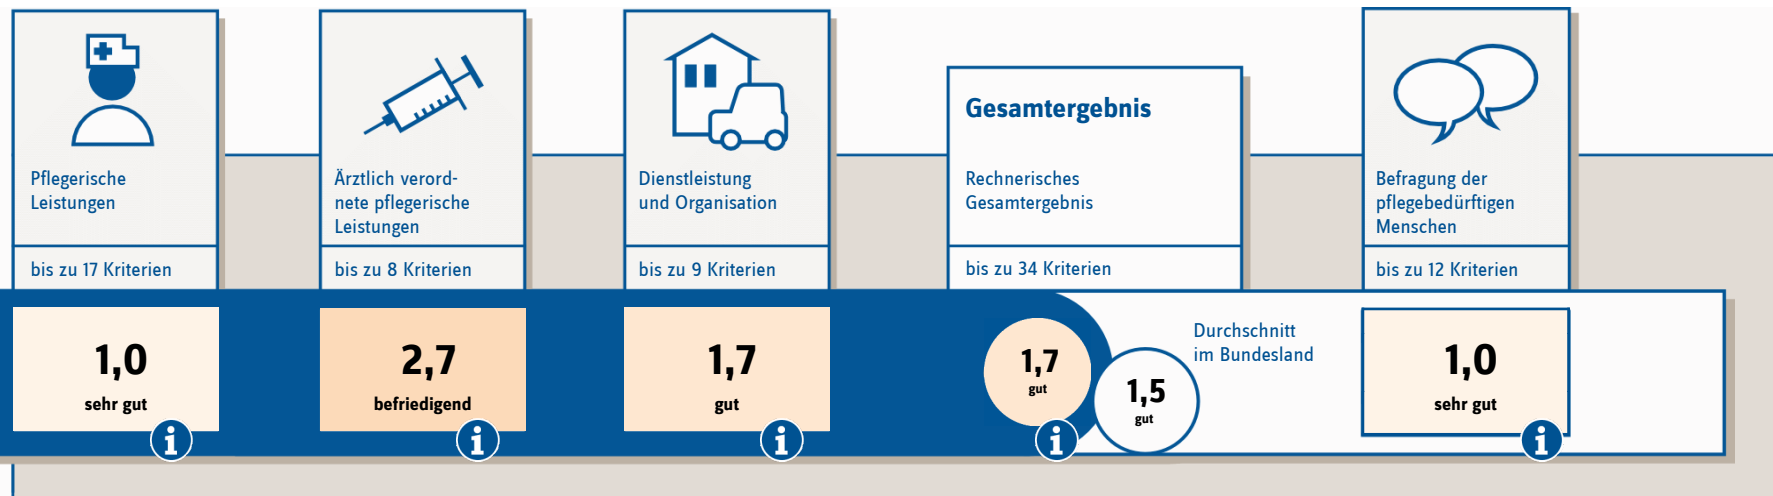 Pflegerische
Leistungen
bis zu 17 Kriterien
1,0
sehr gut
i
Ärztlich verord-
nete pflegerische
Leistungen
bis zu 8 Kriterien
2,7
befriedigend
i
Dienstleistung
und Organisation
bis zu 9 Kriterien
1,7
gut
i
Gesamtergebnis
Rechnerisches
Gesamtergebnis
bis zu 34 Kriterien
1,7
gut
i
1,5
gut
Durchschnitt
im Bundesland
Befragung der
pflegebedürftigen
Menschen
bis zu 12 Kriterien
1,0
sehr gut
i